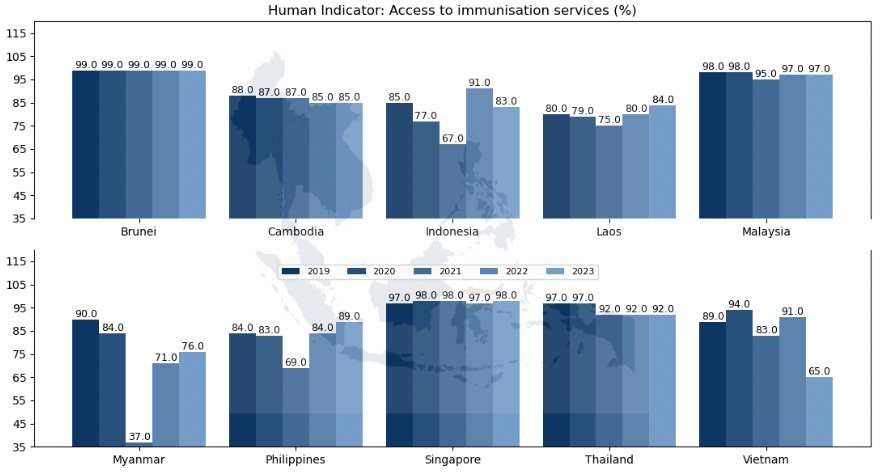 Human Indicator: Access to immunisation services (%)
115
105
95
85
75
65
55
45
35
99.0 99.0 99.0 99.0 99.0
88.0 87.0 87.0 85.0 85.0
85.0 77.0 67.0 91.0 83.0
80.0 79.0 75.0 80.0 84.0
98.0 98.0 95.0 97.0 97.0
Brunei Cambodia Indonesia Laos Malaysia
115
105
95
85
75
65
55
45
35
2019 2020 2021 2022 2023
90.0 84.0 37.0 71.0 76.0
84.0 83.0 69.0 84.0 89.0
97.0 98.0 98.0 97.0 98.0
97.0 97.0 92.0 92.0 92.0
89.0 94.0 83.0 91.0 65.0
Myanmar Philippines Singapore Thailand Vietnam